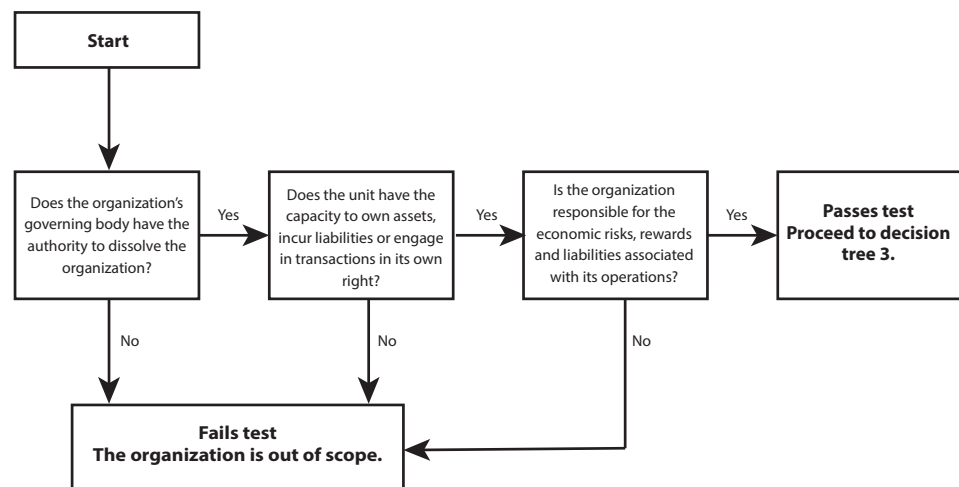 Start
Does the organization’s
governing body have the
authority to dissolve the
organization?
Yes
Does the unit have the
capacity to own assets,
incur liabilities or engage
in transactions in its own
right?
Yes
Is the organization
responsible for the
economic risks, rewards
and liabilities associated
with its operations?
Yes
Passes test
Proceed to decision
tree 3.
No
No
No
Fails test
The organization is out of scope.